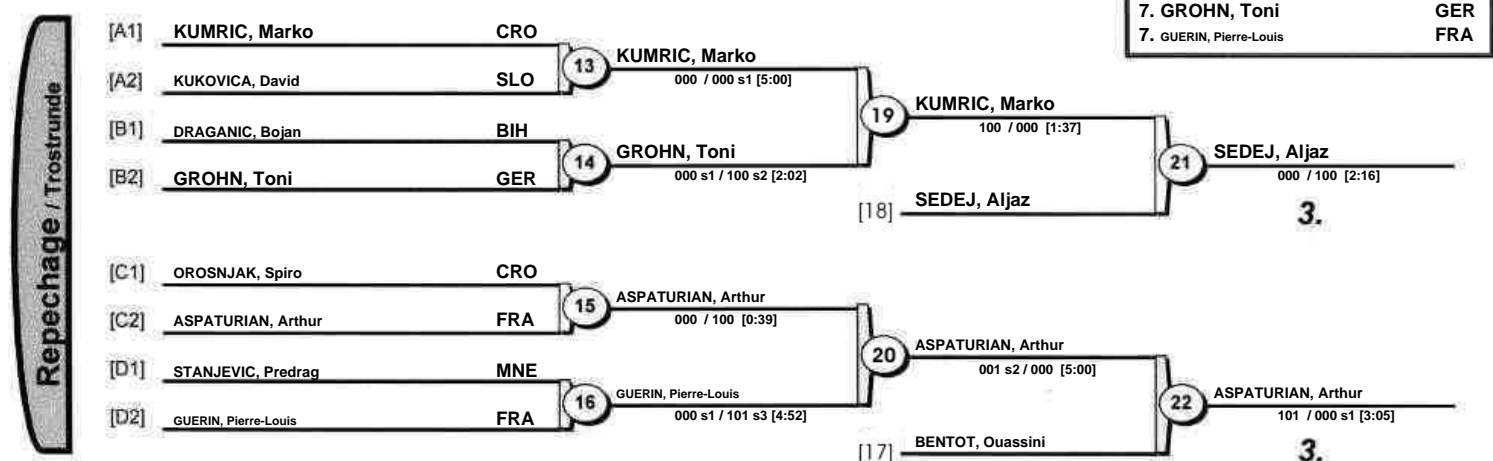 7. GROHN, Toni GER
7. GUERIN, Pierre-Louis FRA
Repechage / Trostrunde
[A1] KUMRIC, Marko CRO
[A2] KUKOVICA, David SLO
13
KUMRIC, Marko
000 / 000 s1 [5:00]
[B1] DRAGANIC, Bojan BIH
[B2] GROHN, Toni GER
14
GROHN, Toni
000 s1 / 100 s2 [2:02]
19
KUMRIC, Marko
100 / 000 [1:37]
[18] SEDEJ, Aljaz
21
SEDEJ, Aljaz
000 / 100 [2:16]
3.
[C1] OROSNJAK, Spiro CRO
[C2] ASPATURIAN, Arthur FRA
15
ASPATURIAN, Arthur
000 / 100 [0:39]
[D1] STANJEVIC, Predrag MNE
[D2] GUERIN, Pierre-Louis FRA
16
GUERIN, Pierre-Louis
000 s1 / 101 s3 [4:52]
20
ASPATURIAN, Arthur
001 s2 / 000 [5:00]
[17] BENTOT, Ouassini
22
ASPATURIAN, Arthur
101 / 000 s1 [3:05]
3.